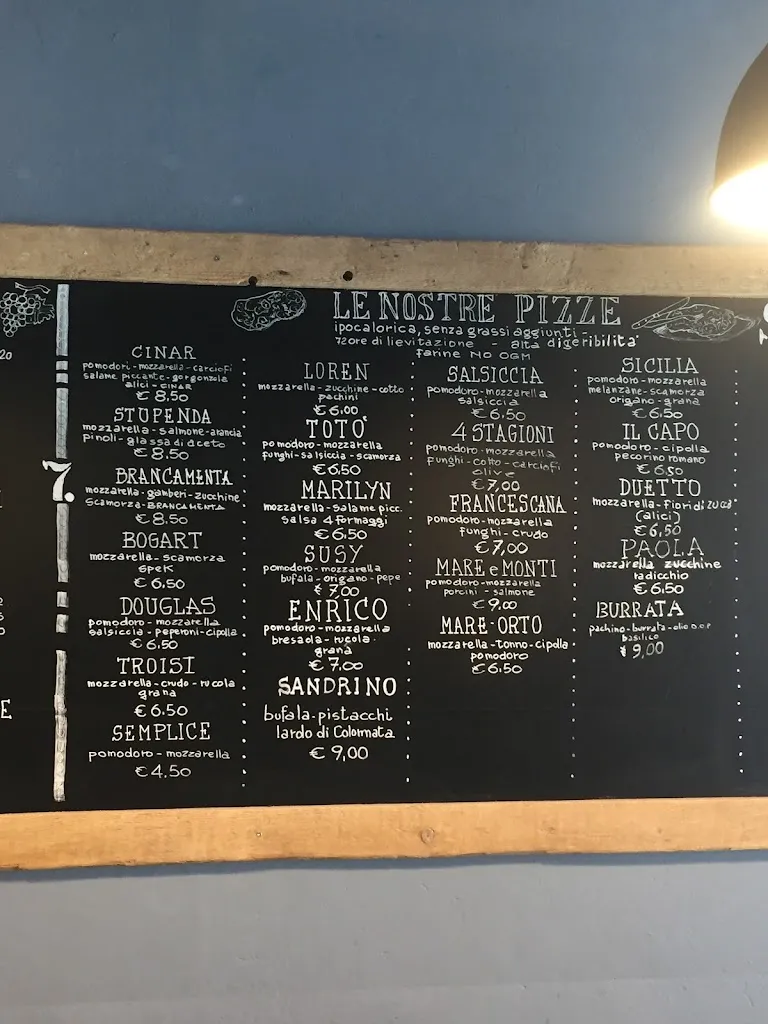 LE NOSTRE PIZZE
ipocalorica, senza grassi aggiunti -
72ore di lievitazione - alta digeribilità
farine NO OGM
7.
CINAR
pomodori - mozzarella - carciofi
salame piccante - gorgonzola
alici - CINAR
€ 8,50
STUPENDA
mozzarella - salmone - arancia
pinoli - glassa di aceto
€ 8.50
BRANCAMENTA
mozzarella - gamberi - zucchine
scamorza - BRANCAMENTA
€ 8.50
BOGART
mozzarella - scamorza
spek
€ 6.50
DOUGLAS
pomodoro - mozzarella
salsiccia - peperoni - cipolla
€ 6.50
TROISI
mozzarella - crudo - rucola
grana
€ 6.50
SEMPLICE
pomodoro - mozzarella
€ 4.50
LOREN
mozzarella - zucchine - cotto
pachini
€ 6,00
TOTO'
pomodoro - mozzarella
funghi - salsiccia - scamorza
€ 6,50
MARILYN
mozzarella - salame picc.
salsa 4 formaggi
€ 6.50
SUSY
pomodoro - mozzarella
bufala - origano - pepe
€ 7.00
ENRICO
pomodoro - mozzarella
bresaola - rucola
grana
€ 7.00
SANDRINO
bufala - pistacchi
lardo di Colonnata
€ 9,00
SALSICCIA
pomodoro - mozzarella
salsiccia
€ 6.50
4 STAGIONI
pomodoro - mozzarella
funghi - cotto - carciofi
olive
€ 7,00
FRANCESCANA
pomodoro - mozzarella
funghi - crudo
€ 7,00
MARE e MONTI
pomodoro - mozzarella
porcini - salmone
€ 9,00
MARE - ORTO
mozzarella - tonno - cipolla
pomodoro
€ 6.50
SICILIA
pomodoro - mozzarella
melanzane - scamorza
origano - grana
€ 6.50
IL CAPO
pomodoro - cipolla
pecorino romano
€ 6.50
DUETTO
mozzarella - fiori di zucca
(alici)
€ 6,50
PAOLA
mozzarella zucchine
radicchio
€ 6,50
BURRATA
pachino - burrata - olio D.O.P
basilico
€ 9,00